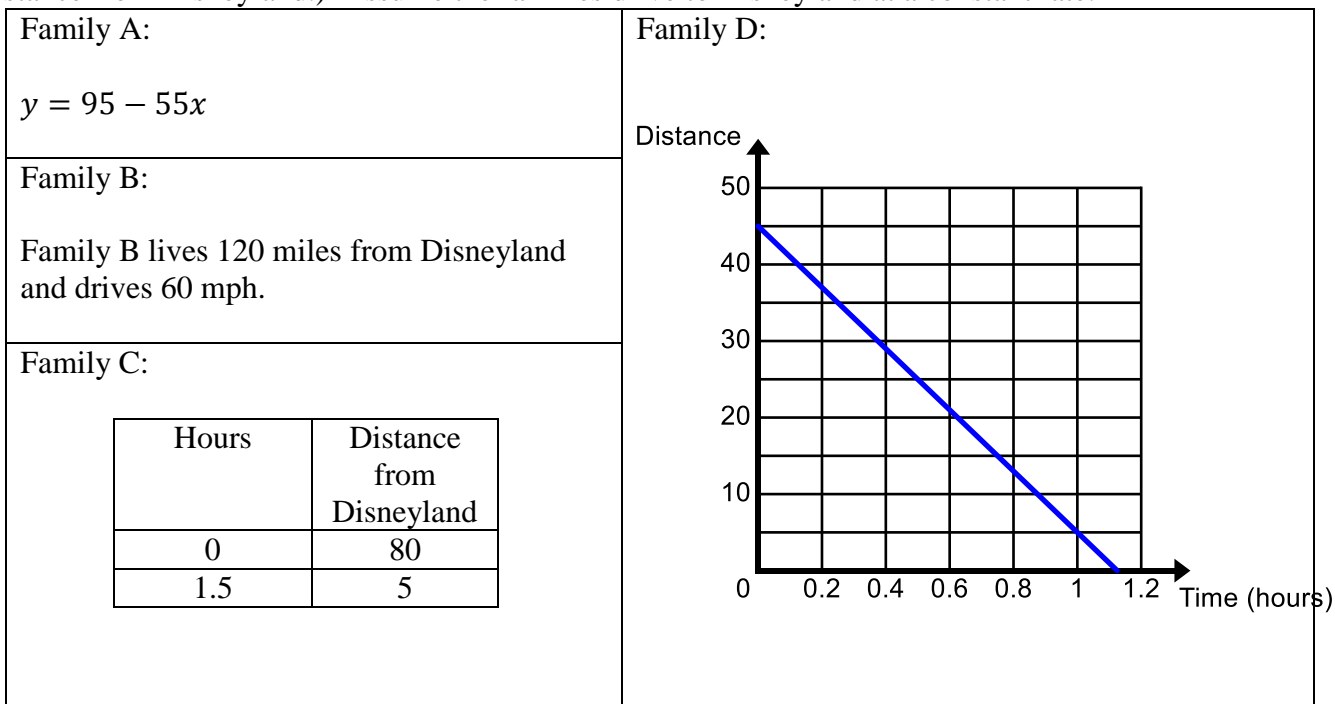 Family A:
𝑦 = 95 − 55𝑥
Family B:
Family B lives 120 miles from Disneyland
and drives 60 mph.
Family C:
Hours Distance
from
Disneyland
0 80
1.5 5
Family D:
Distance
50
40
30
20
10
0 0.2 0.4 0.6 0.8 1 1.2
Time (hours)